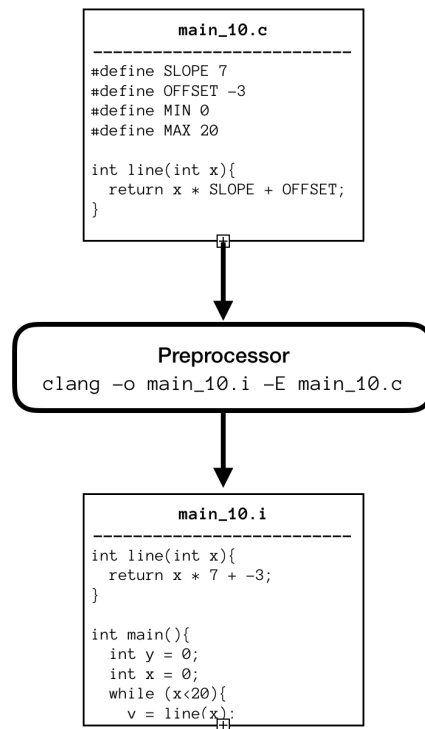 main_10.c
---------------------------
#define SLOPE 7
#define OFFSET -3
#define MIN 0
#define MAX 20
int line(int x){
  return x * SLOPE + OFFSET;
}
Preprocessor
clang -o main_10.i -E main_10.c
main_10.i
---------------------------
int line(int x){
  return x * 7 + -3;
}
int main(){
  int y = 0;
  int x = 0;
  while (x<20){
    y = line(x);